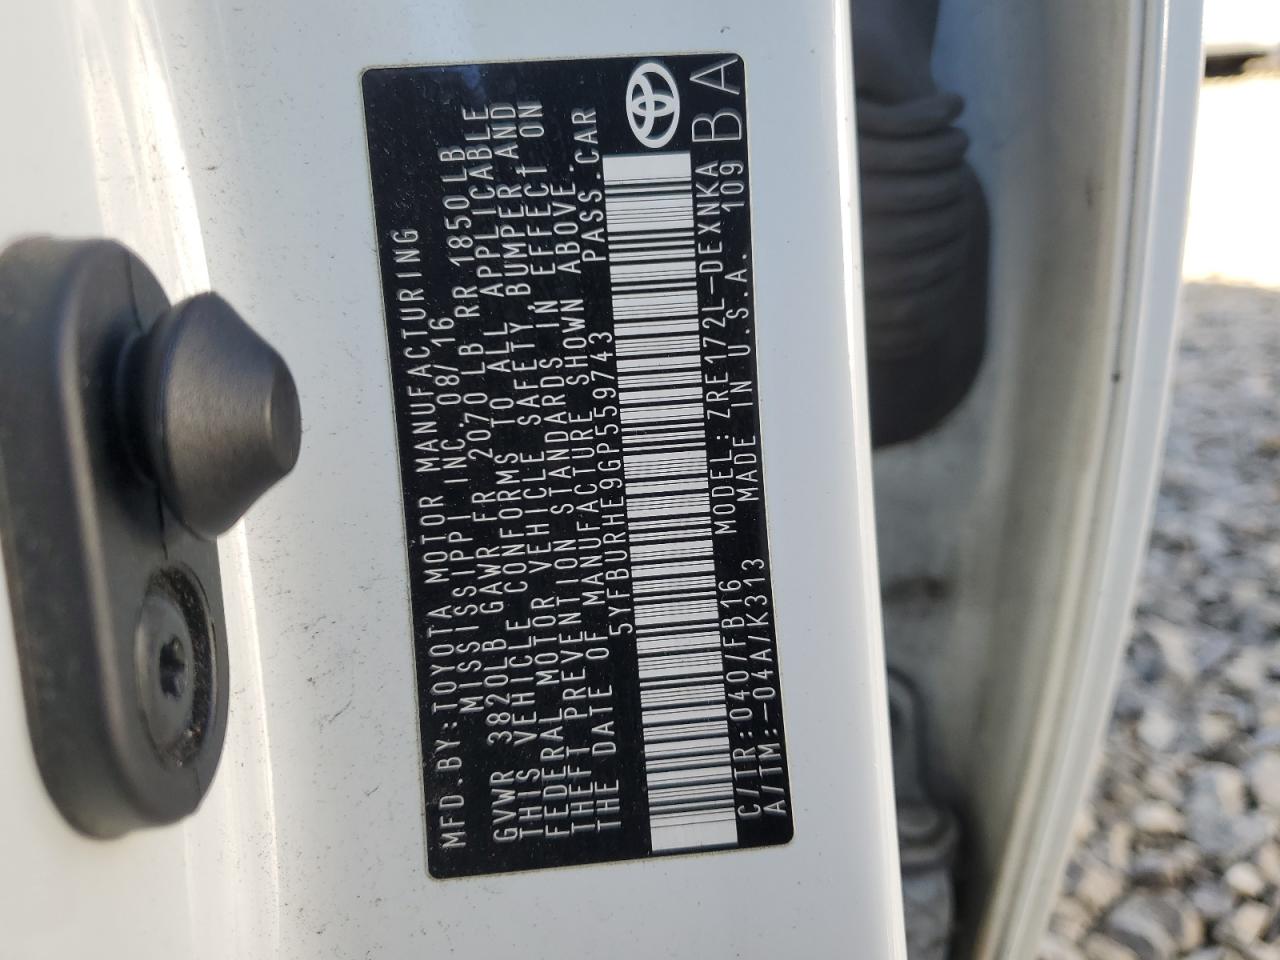 MFD.BY:TOYOTA MOTOR MANUFACTURING
MISSISSIPPI INC. 08/16
GVWR 3820LB GAWR FR 2070 LB RR 1850LB
THIS VEHICLE CONFORMS TO ALL APPLICABLE
FEDERAL MOTOR VEHICLE SAFETY BUMPER AND
THEFT PREVENTION STANDARDS IN EFFECT ON
THE DATE OF MANUFACTURE SHOWN ABOVE.
5YFBURHE9GP559743 PASS.CAR
C/TR:040/FB16 MODEL:ZRE172L-DEXNKA
A/TM:-04A/K313 MADE IN U.S.A. 109
BA